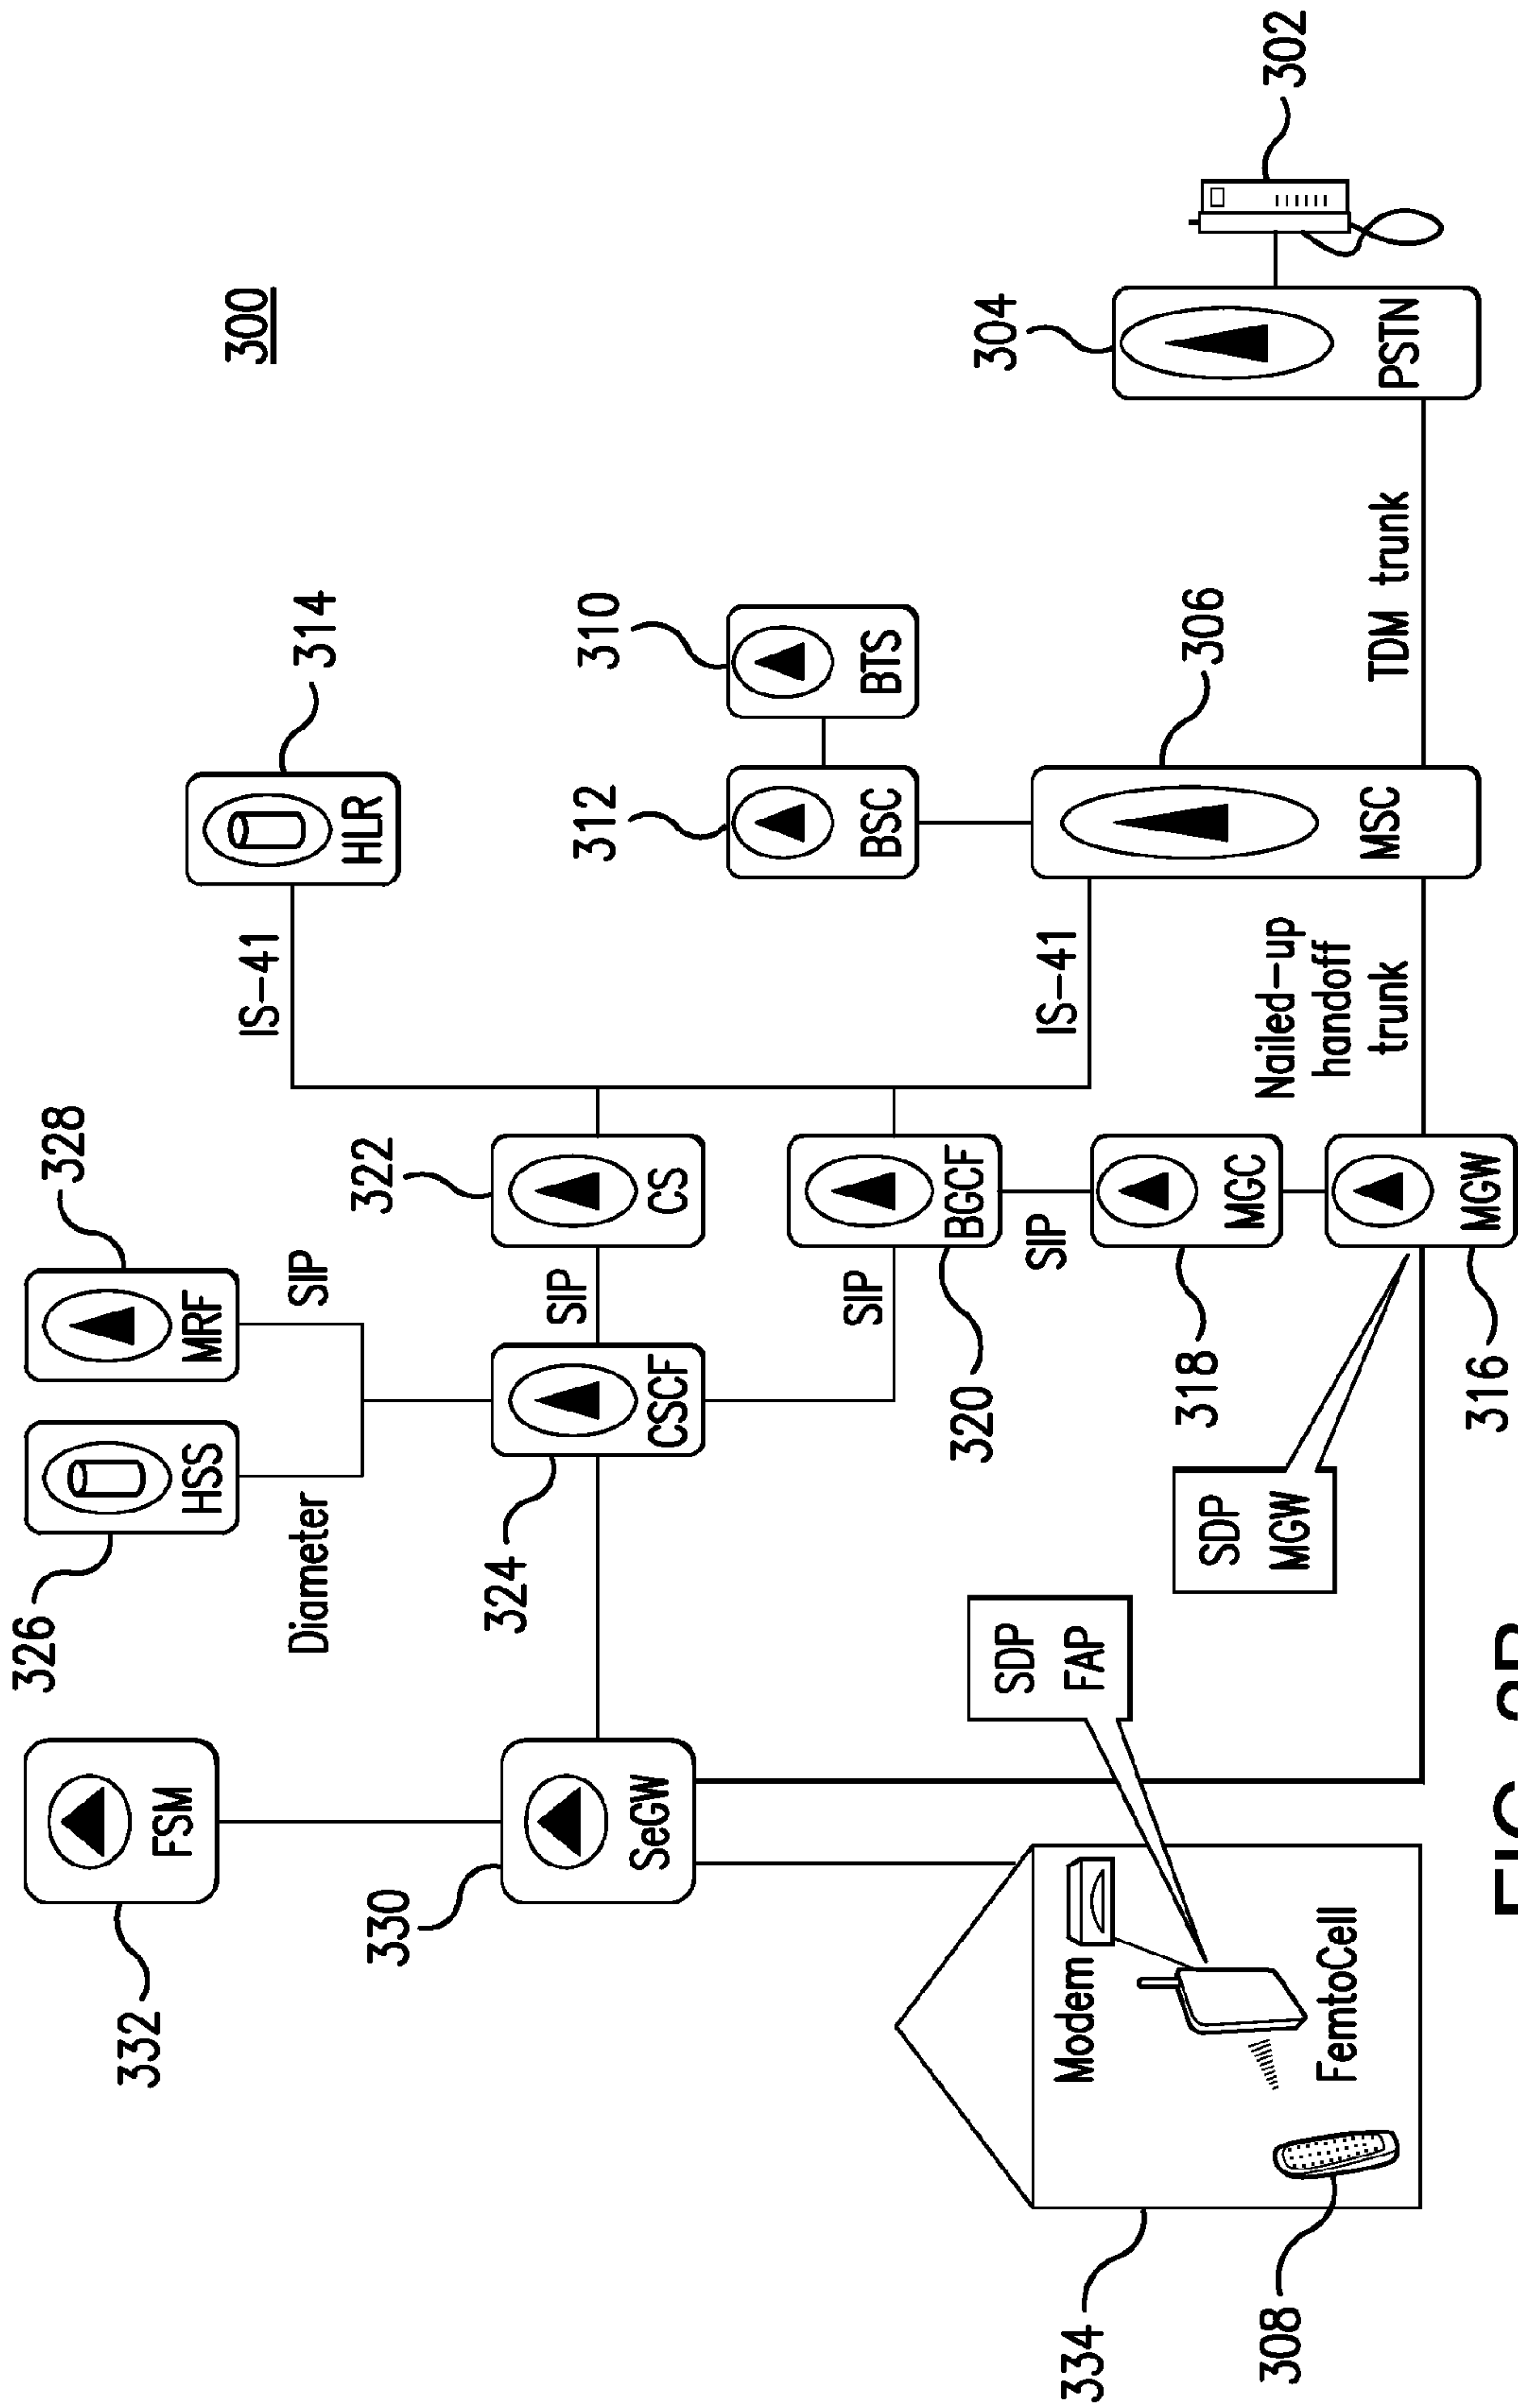 300
332
FSM
326
HSS
328
MRF
314
HLR
Diameter
SIP
IS-41
330
SeGW
324
CSCF
SIP
322
CS
312
BSC
310
BTS
SIP
320
BGCF
SIP
IS-41
334
Modem
SDP
FAP
318
MGC
306
MSC
304
PSTN
302
308
FemtoCell
SDP
MGW
316
MGW
Nailed-up
handoff
trunk
TDM trunk